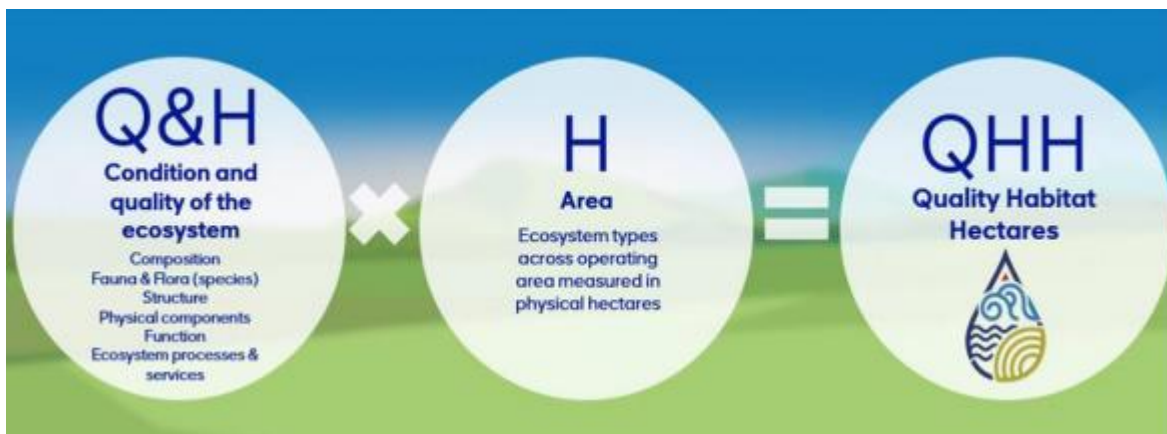 Q&H
Condition and
quality of the
ecosystem
Composition
Fauna & Flora (species)
Structure
Physical components
Function
Ecosystem processes &
services
×
H
Area
Ecosystem types
across operating
area measured in
physical hectares
=
QHH
Quality Habitat
Hectares